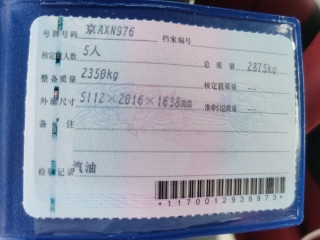 号牌号码 京AXN976 档案编号
核定载人数 5人 总质量 2875kg
整备质量 2350kg 核定载质量 --
外廓尺寸 5112×2016×1638mm 准牵引总质量 --
备注
检验记录 汽油
*1170012939973*